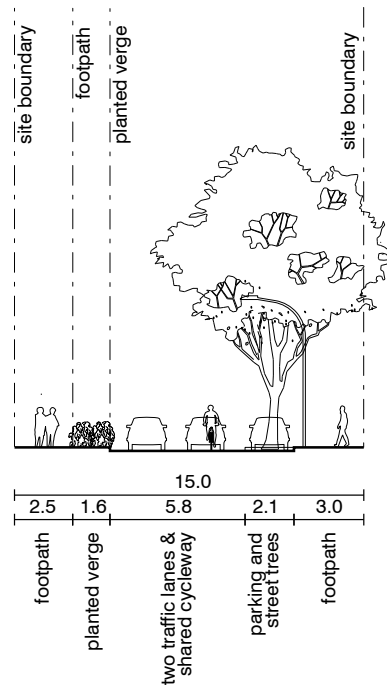 site boundary
footpath
planted verge
site boundary
15.0
2.5
1.6
5.8
2.1
3.0
footpath
planted verge
two traffic lanes &
shared cycleway
parking and
street trees
footpath